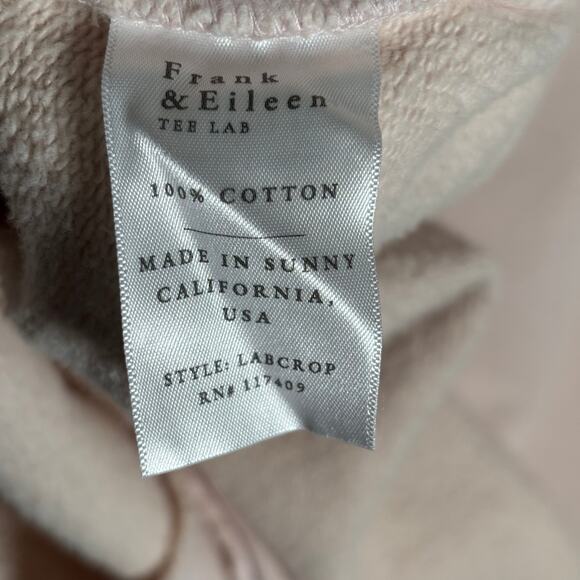 Frank
& Eileen
TEE LAB
100% COTTON
MADE IN SUNNY
CALIFORNIA,
USA
STYLE: LABCROP
RN# 117409